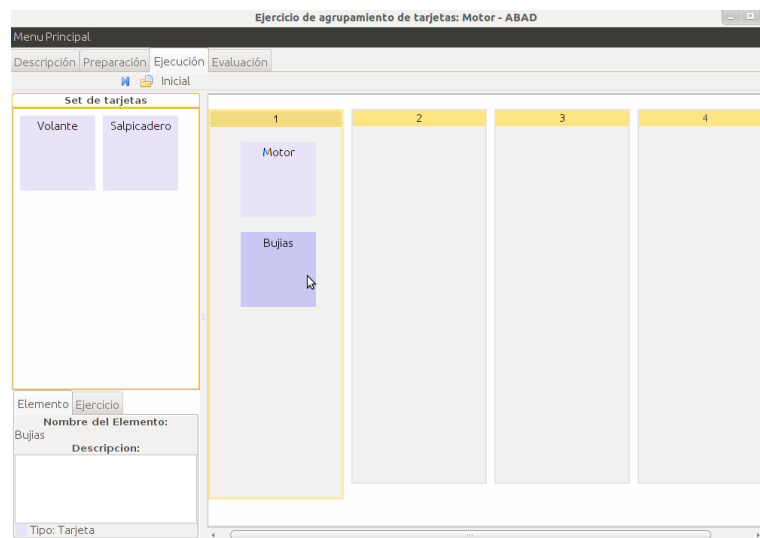 Ejercicio de agrupamiento de tarjetas: Motor - ABAD
Menu Principal
Descripción Preparación Ejecución Evaluación
Inicial
Set de tarjetas
Volante Salpicadero
1 2 3 4
Motor
Bujias
Elemento Ejercicio
Nombre del Elemento:
Bujias
Descripcion:
Tipo: Tarjeta